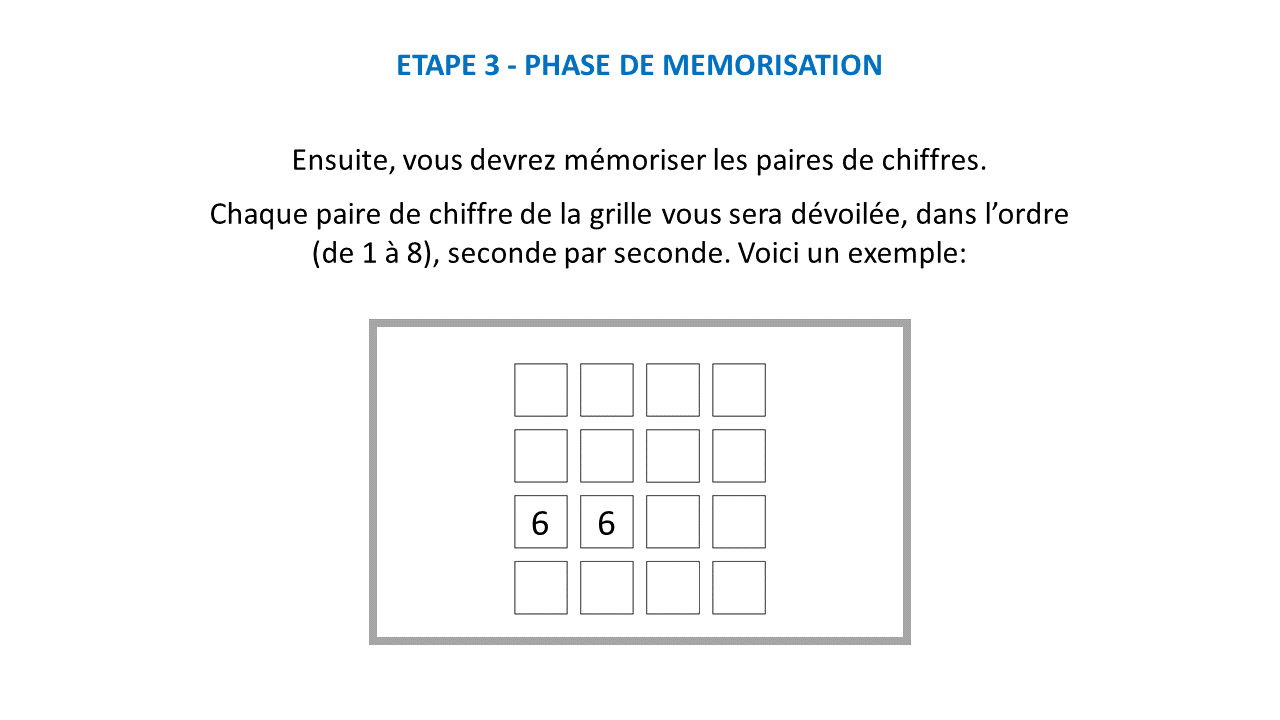 ETAPE 3 - PHASE DE MEMORISATION
Ensuite, vous devrez mémoriser les paires de chiffres.
Chaque paire de chiffre de la grille vous sera dévoilée, dans l’ordre
(de 1 à 8), seconde par seconde. Voici un exemple:
6 6